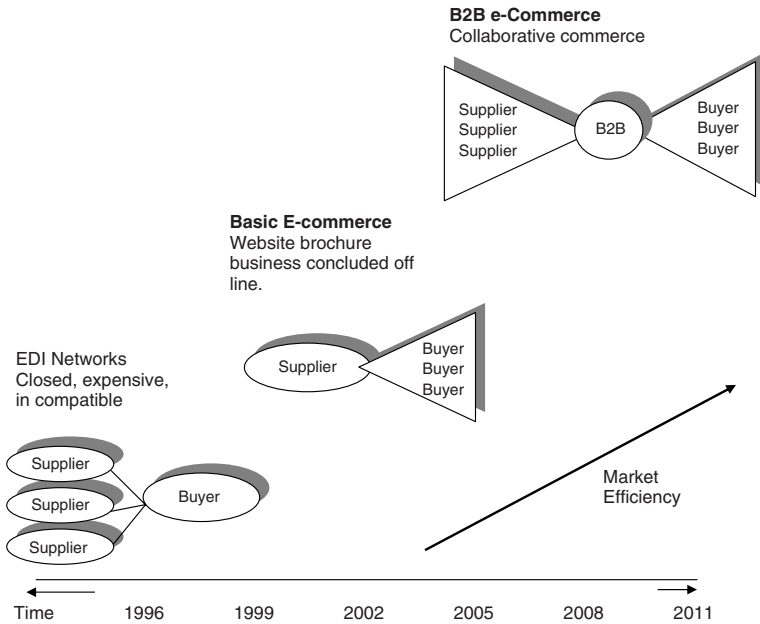 B2B e-Commerce
Collaborative commerce
Supplier
Supplier
Supplier
B2B
Buyer
Buyer
Buyer
Basic E-commerce
Website brochure
business concluded off
line.
Supplier
Buyer
Buyer
Buyer
EDI Networks
Closed, expensive,
in compatible
Supplier
Supplier
Supplier
Buyer
Market
Efficiency
Time 1996 1999 2002 2005 2008 2011